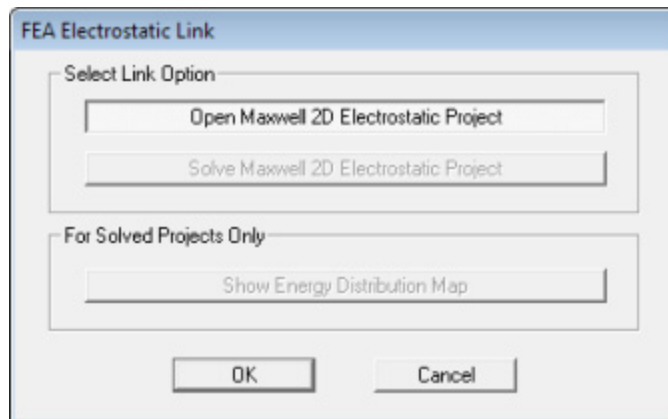 FEA Electrostatic Link
Select Link Option
Open Maxwell 2D Electrostatic Project
Solve Maxwell 2D Electrostatic Project
For Solved Projects Only
Show Energy Distribution Map
OK
Cancel